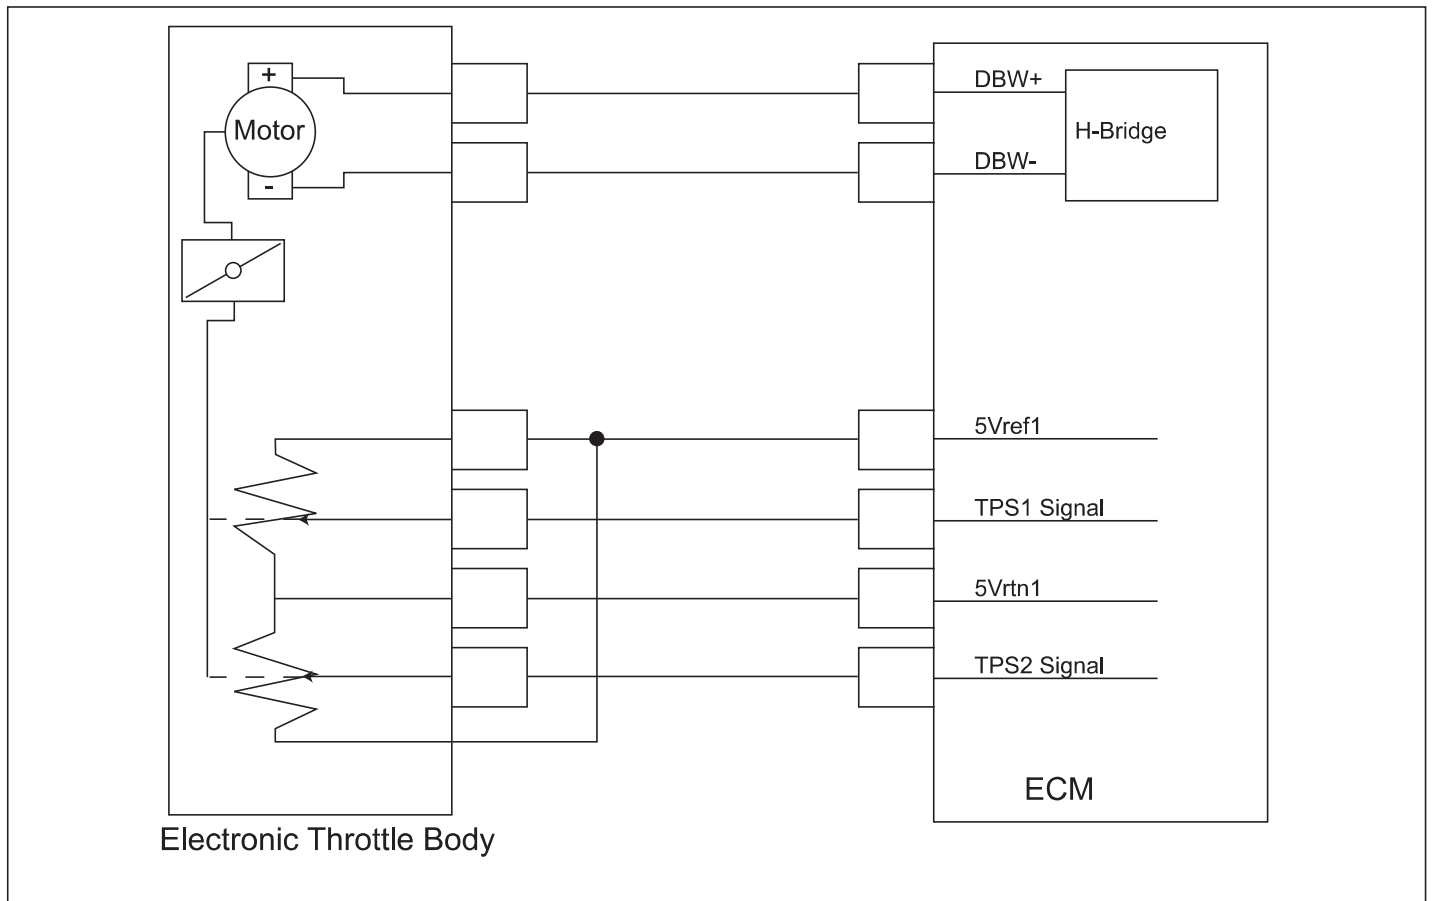 +
Motor
-
DBW+
H-Bridge
DBW-
5Vref1
TPS1 Signal
5Vrtn1
TPS2 Signal
ECM
Electronic Throttle Body